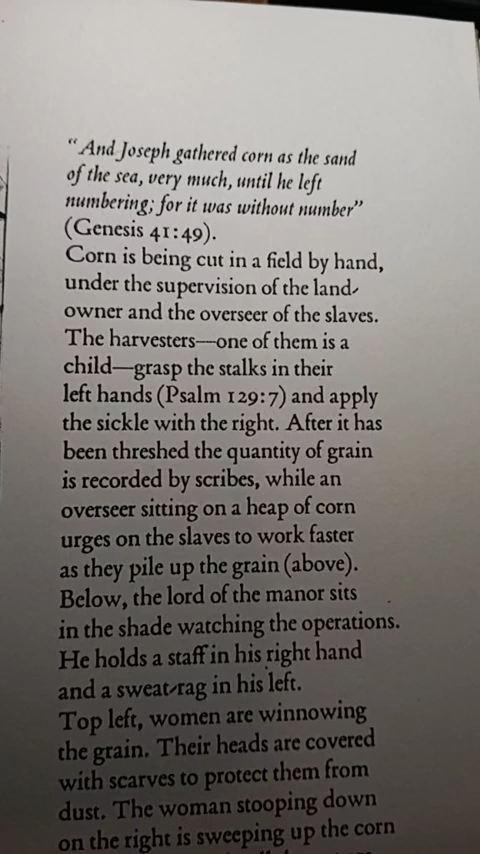 “And Joseph gathered corn as the sand
of the sea, very much, until he left
numbering; for it was without number”
(Genesis 41:49).
Corn is being cut in a field by hand,
under the supervision of the land-
owner and the overseer of the slaves.
The harvesters—one of them is a
child—grasp the stalks in their
left hands (Psalm 129:7) and apply
the sickle with the right. After it has
been threshed the quantity of grain
is recorded by scribes, while an
overseer sitting on a heap of corn
urges on the slaves to work faster
as they pile up the grain (above).
Below, the lord of the manor sits
in the shade watching the operations.
He holds a staff in his right hand
and a sweat-rag in his left.
Top left, women are winnowing
the grain. Their heads are covered
with scarves to protect them from
dust. The woman stooping down
on the right is sweeping up the corn